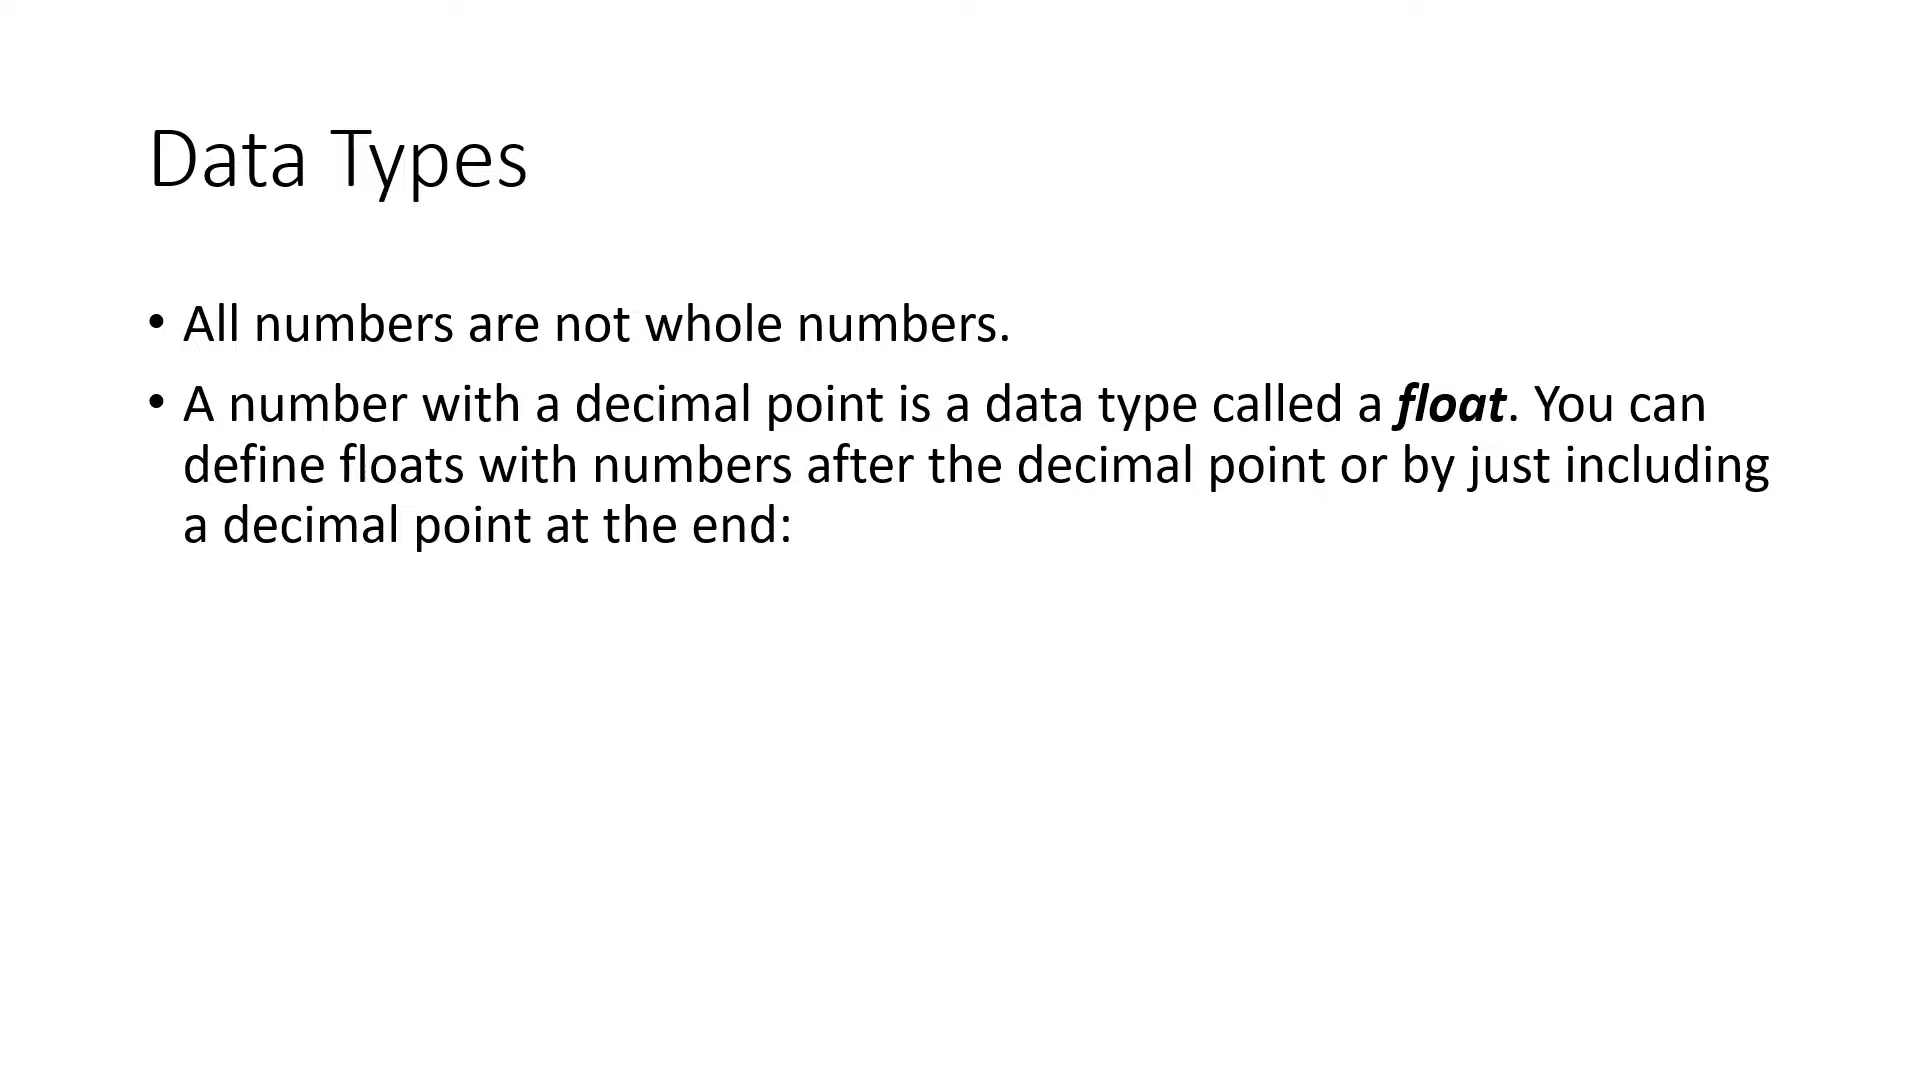 Data Types
• All numbers are not whole numbers.
• A number with a decimal point is a data type called a float. You can
define floats with numbers after the decimal point or by just including
a decimal point at the end: